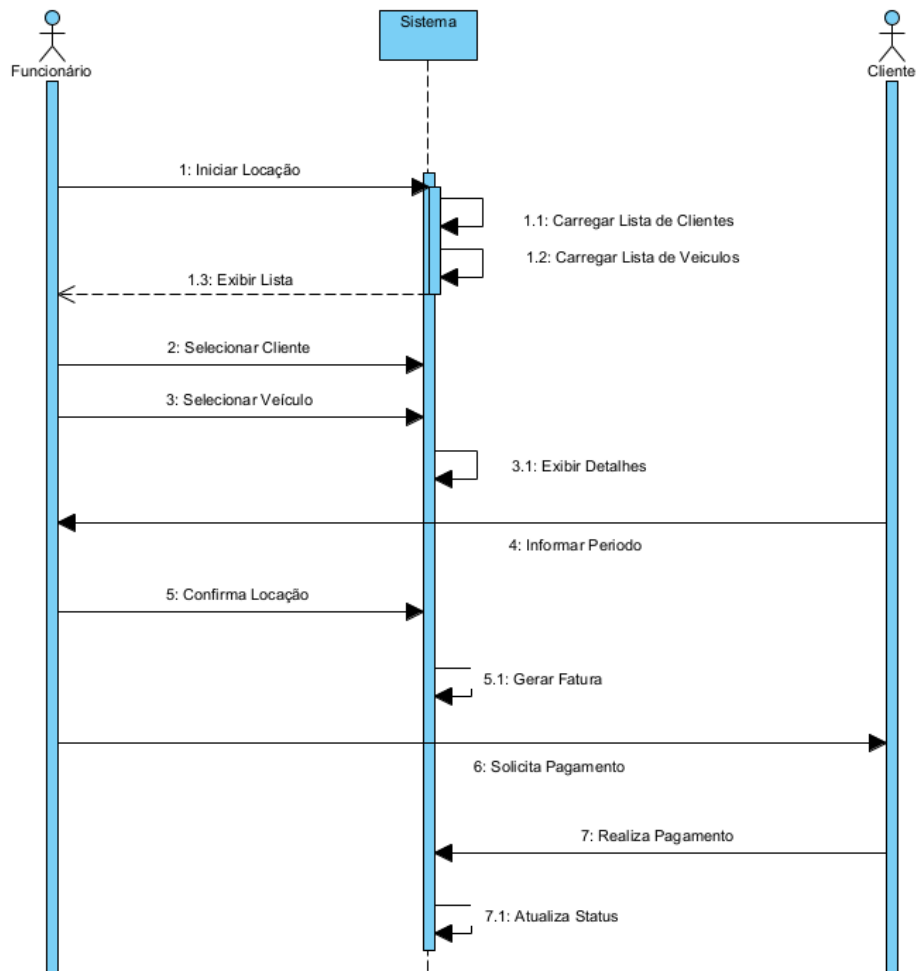 Sistema
Funcionário
Cliente
1: Iniciar Locação
1.1: Carregar Lista de Clientes
1.2: Carregar Lista de Veiculos
1.3: Exibir Lista
2: Selecionar Cliente
3: Selecionar Veículo
3.1: Exibir Detalhes
4: Informar Periodo
5: Confirma Locação
5.1: Gerar Fatura
6: Solicita Pagamento
7: Realiza Pagamento
7.1: Atualiza Status